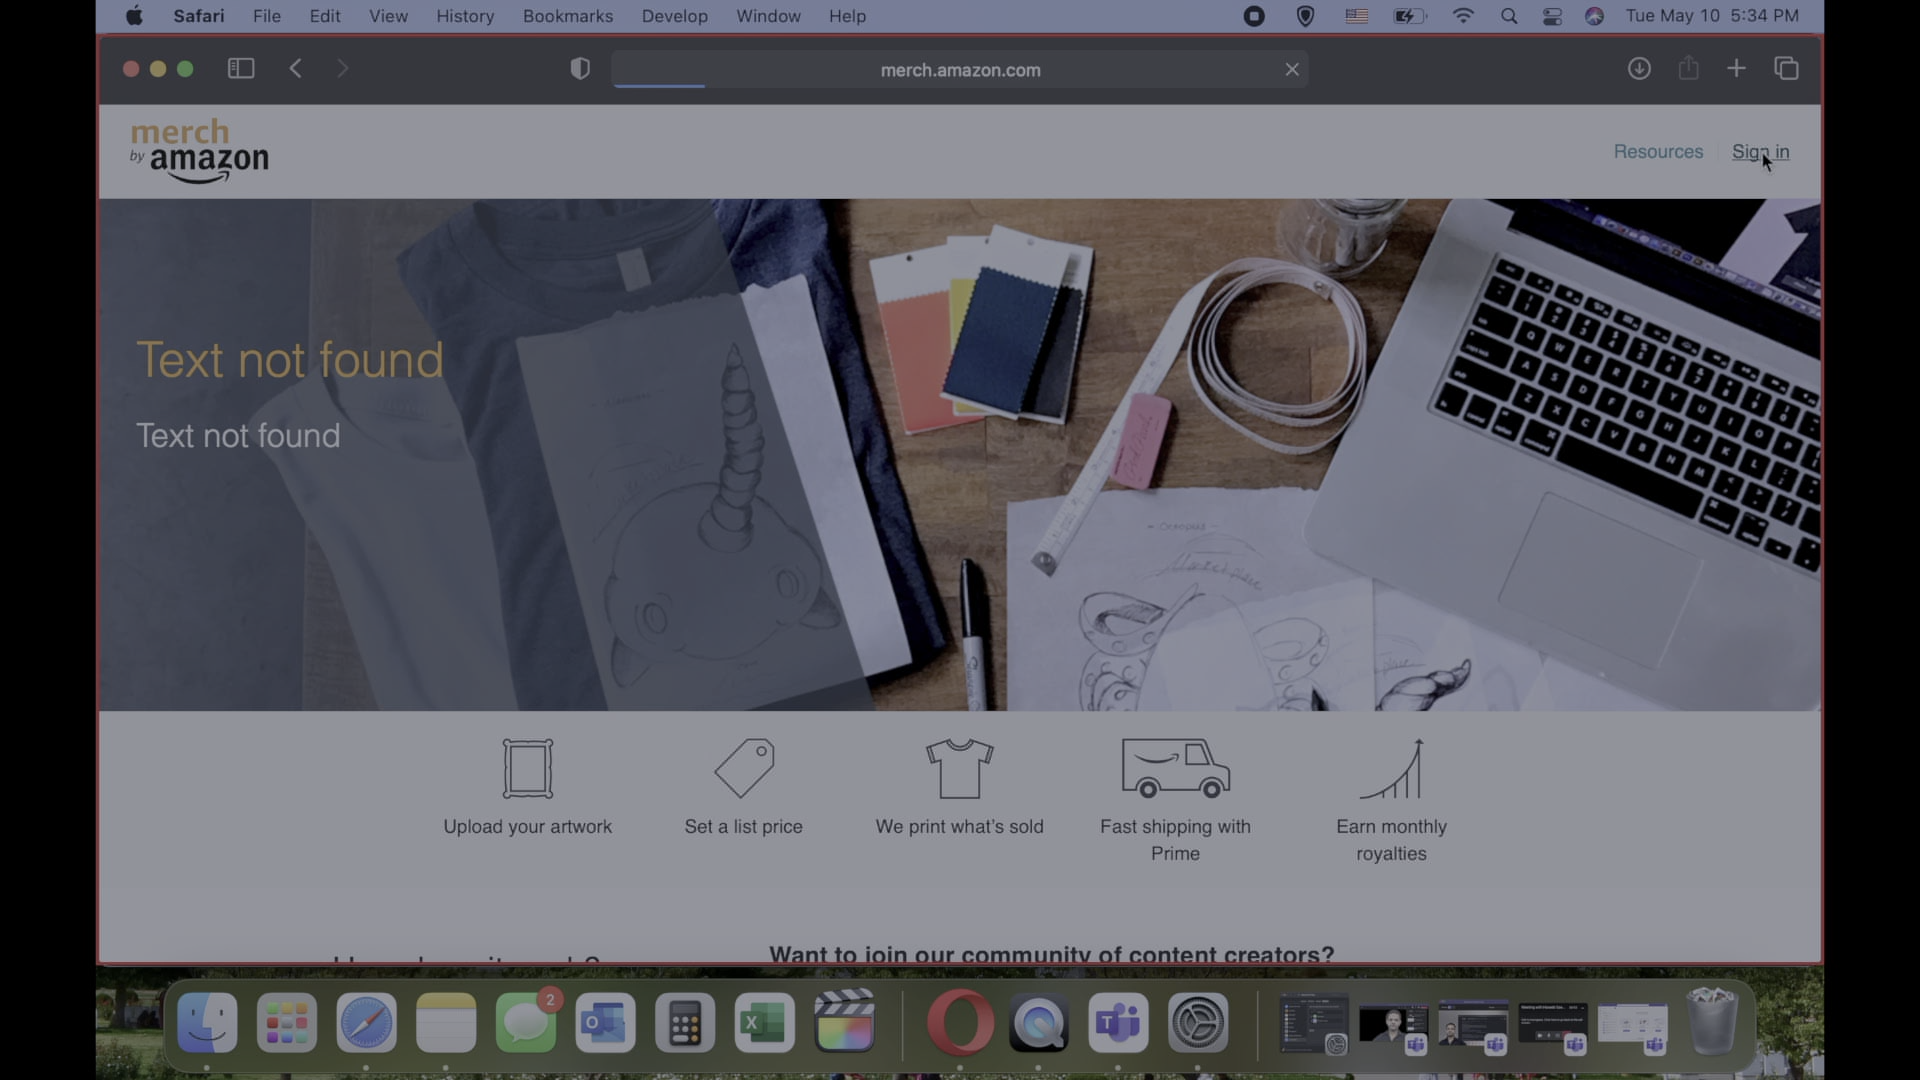 Safari File Edit View History Bookmarks Develop Window Help Tue May 10 5:34 PM
merch.amazon.com
merch
by amazon
Resources Sign in
Text not found
Text not found
Upload your artwork
Set a list price
We print what's sold
Fast shipping with
Prime
Earn monthly
royalties
Want to join our community of content creators?
2